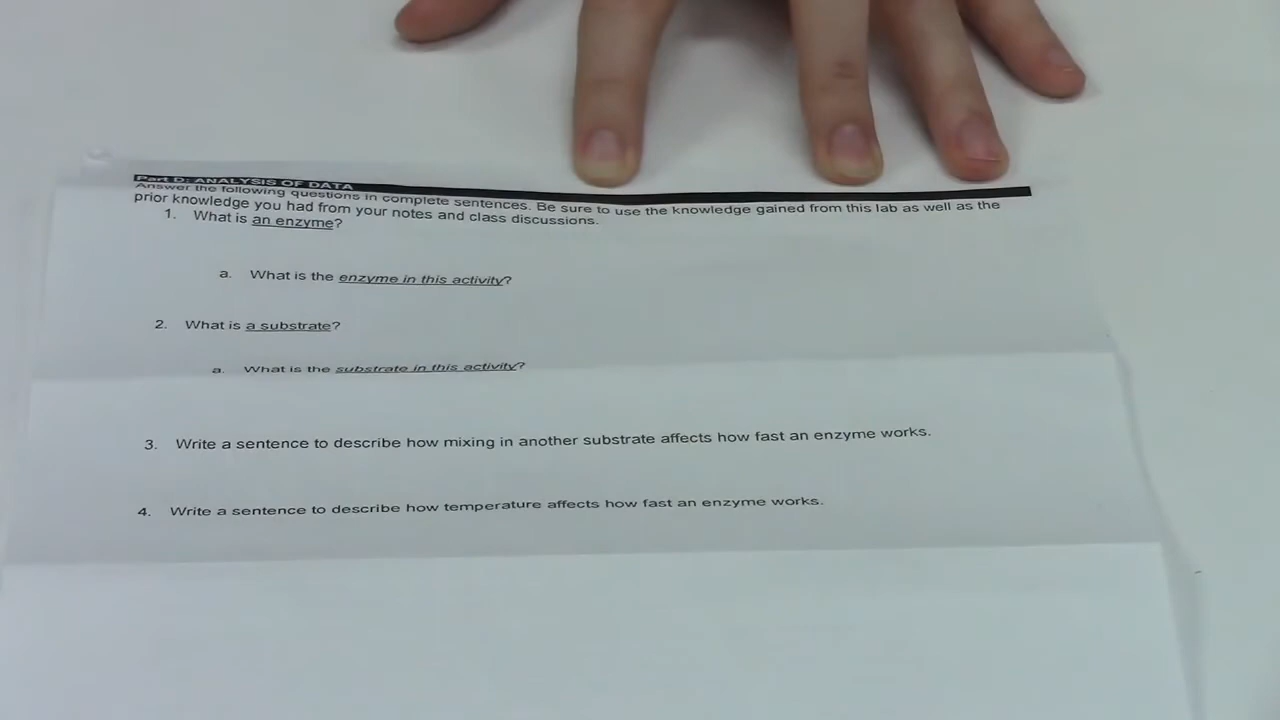 Part D: ANALYSIS OF DATA
Answer the following questions in complete sentences. Be sure to use the knowledge gained from this lab as well as the
prior knowledge you had from your notes and class discussions.
1. What is an enzyme?
a. What is the enzyme in this activity?
2. What is a substrate?
a. What is the substrate in this activity?
3. Write a sentence to describe how mixing in another substrate affects how fast an enzyme works.
4. Write a sentence to describe how temperature affects how fast an enzyme works.